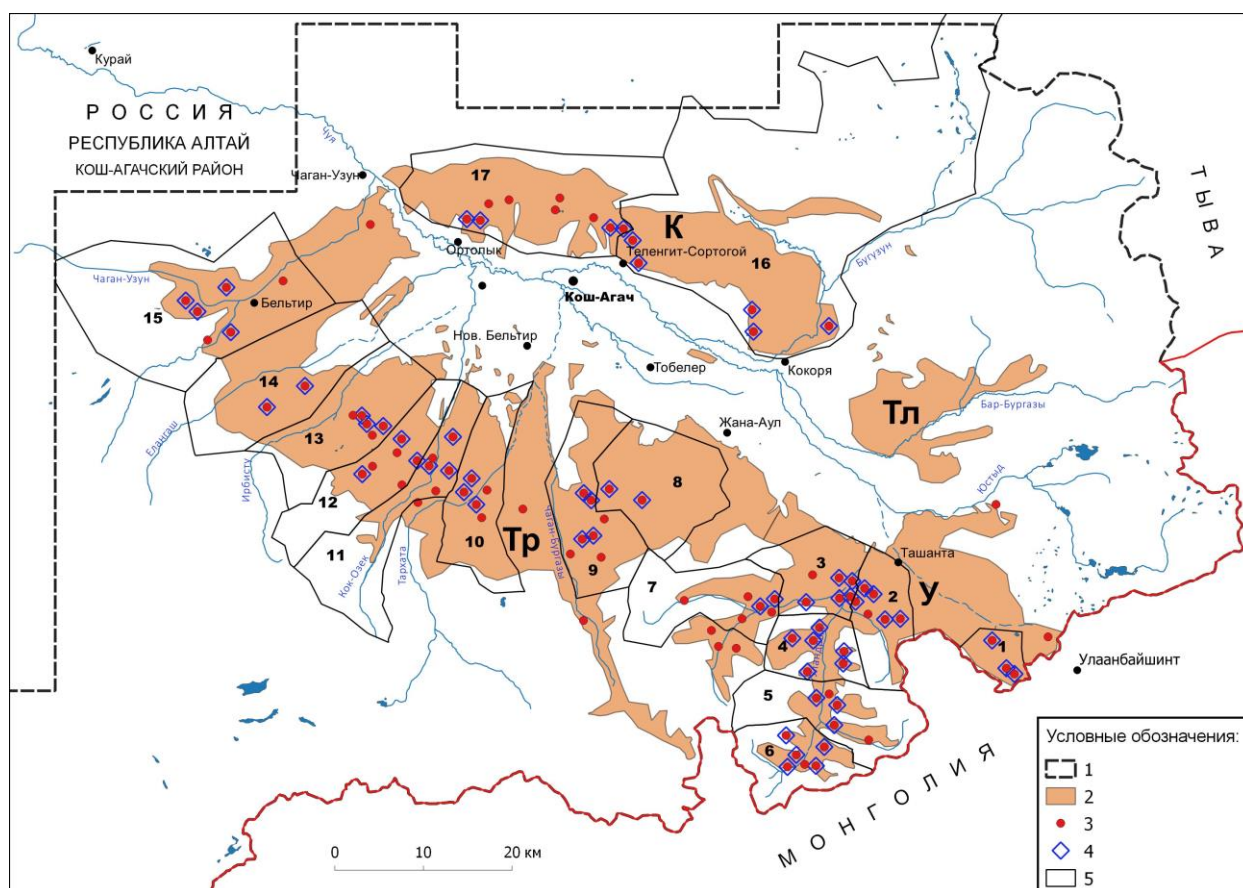 Курай
РОССИЯ
РЕСПУБЛИКА АЛТАЙ
КОШ-АГАЧСКИЙ РАЙОН
Чуя
Чаган-Узун
17
К
ТЫВА
Ортолык
Теленгит-Сортогой
16
Бугузун
Чаган-Узун
Кош-Агач
15
Бельтир
Нов. Бельтир
Тобелер
Кокоря
14
Тл
Бар-Бургазы
13
Елангаш
Жана-Аул
Ирбисту
8
Юстыд
12
11
10
Тр
Чаган-Бургазы
9
Кок-Озек
Тархата
7
3
Ташанта
2
У
4
1
Улаанбайшинт
5
6
МОНГОЛИЯ
0 10 20 км
Условные обозначения:
1
2
3
4
5